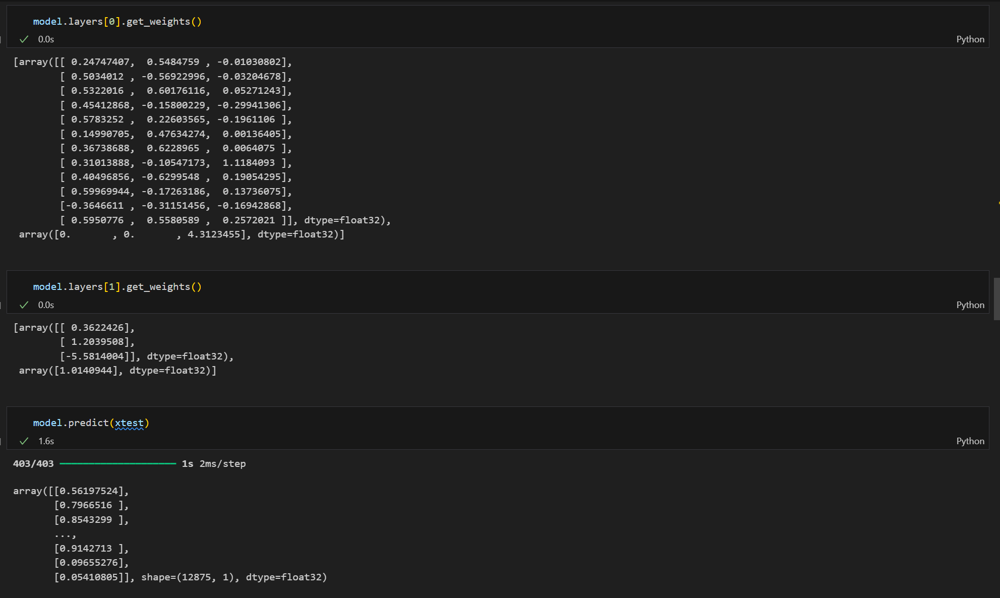 model.layers[0].get_weights()
0.0s
Python
[array([[ 0.24747407,  0.5484759 , -0.01030802],
        [ 0.5034012 , -0.56922996, -0.03204678],
        [ 0.5322016 ,  0.60176116,  0.05271243],
        [ 0.45412868, -0.15800229, -0.29941306],
        [ 0.5783252 ,  0.22603565, -0.1961106 ],
        [ 0.14990705,  0.47634274,  0.00136405],
        [ 0.36738688,  0.6228965 ,  0.0064075 ],
        [ 0.31013888, -0.10547173,  1.1184093 ],
        [ 0.40496856, -0.6299548 ,  0.19054295],
        [ 0.59969944, -0.17263186,  0.13736075],
        [-0.3646611 , -0.31151456, -0.16942868],
        [ 0.5950776 ,  0.5580589 ,  0.2572021 ]], dtype=float32),
 array([0.       , 0.       , 4.3123455], dtype=float32)]
model.layers[1].get_weights()
0.0s
Python
[array([[ 0.3622426],
        [ 1.2039508],
        [-5.5814004]], dtype=float32),
 array([1.0140944], dtype=float32)]
model.predict(xtest)
1.6s
Python
403/403 ━━━━━━━━━━━━━━━━━━━━ 1s 2ms/step
array([[0.56197524],
       [0.7966516 ],
       [0.8543299 ],
       ...,
       [0.9142713 ],
       [0.09655276],
       [0.05410805]], shape=(12875, 1), dtype=float32)